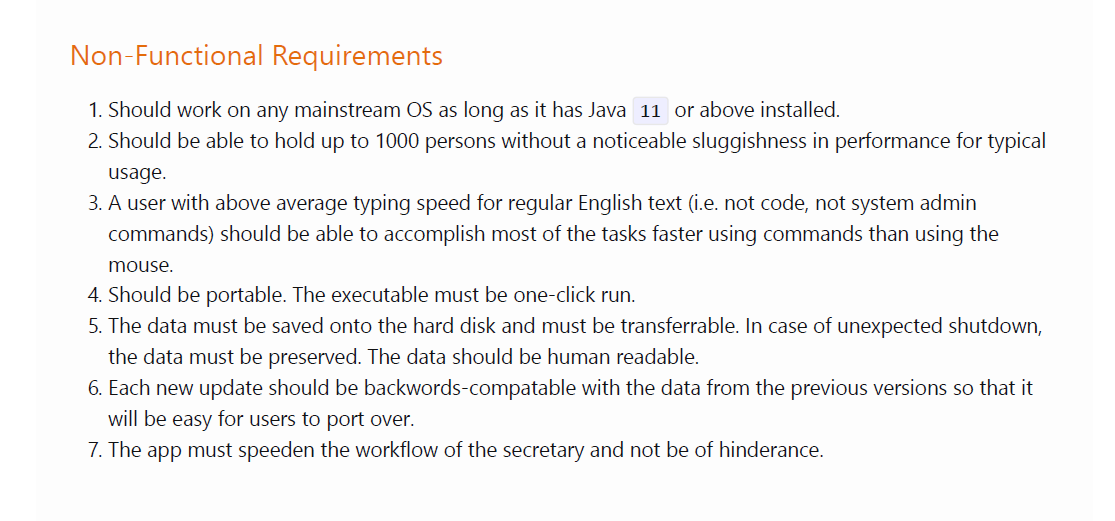 Non-Functional Requirements
1. Should work on any mainstream OS as long as it has Java 11 or above installed.
2. Should be able to hold up to 1000 persons without a noticeable sluggishness in performance for typical
usage.
3. A user with above average typing speed for regular English text (i.e. not code, not system admin
commands) should be able to accomplish most of the tasks faster using commands than using the
mouse.
4. Should be portable. The executable must be one-click run.
5. The data must be saved onto the hard disk and must be transferrable. In case of unexpected shutdown,
the data must be preserved. The data should be human readable.
6. Each new update should be backwords-compatable with the data from the previous versions so that it
will be easy for users to port over.
7. The app must speeden the workflow of the secretary and not be of hinderance.